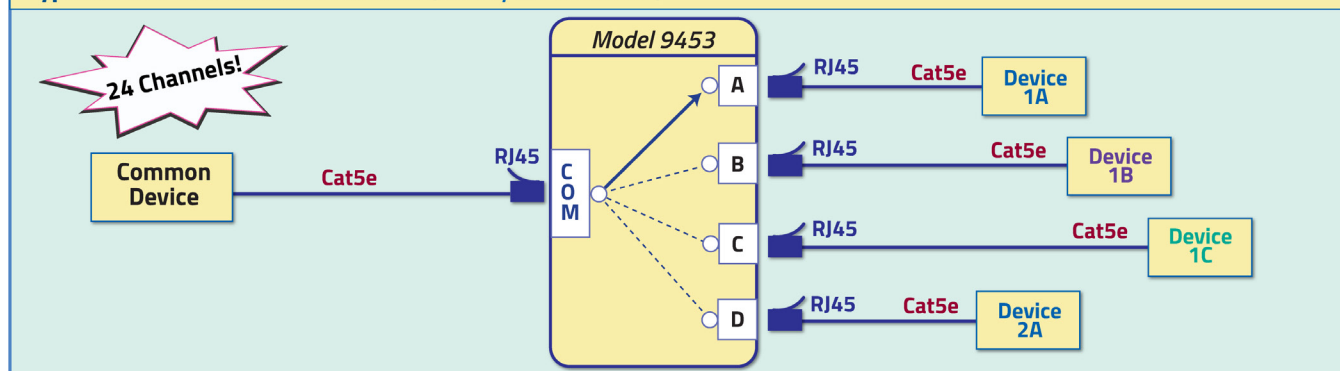 Model 9453
24 Channels!
A
RJ45
Cat5e
Device
1A
B
RJ45
Cat5e
Device
1B
Common
Device
Cat5e
RJ45
C
O
M
C
RJ45
Cat5e
Device
1C
D
RJ45
Cat5e
Device
2A